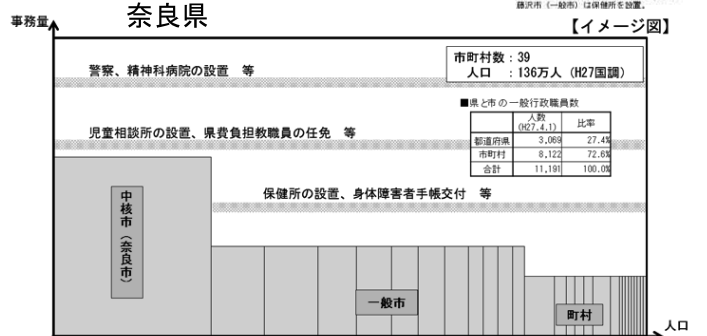 藤沢市（一般市）は保健所を設置。
奈良県
事務量
【イメージ図】
市町村数：39
人口　：136万人（H27国調）
警察、精神科病院の設置　等
■県と市の一般行政職員数
人数 (H27.4.1) 比率
都道府県 3,069 27.4%
市町村 8,122 72.6%
合計 11,191 100.0%
児童相談所の設置、県費負担教職員の任免　等
保健所の設置、身体障害者手帳交付　等
中核市（奈良市）
一般市
町村
人口